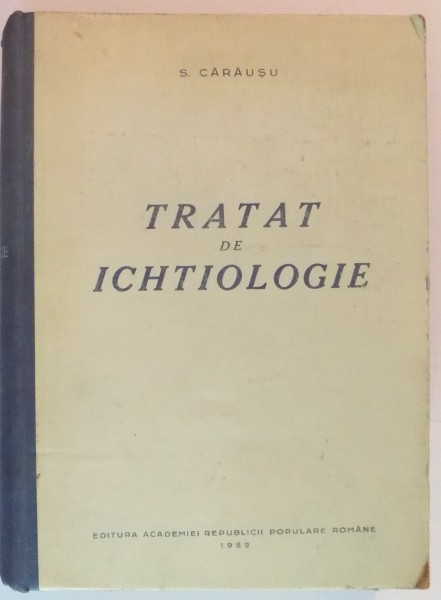 S. CĂRĂUȘU
TRATAT
DE
ICHTIOLOGIE
EDITURA ACADEMIEI REPUBLICII POPULARE ROMÂNE
1952